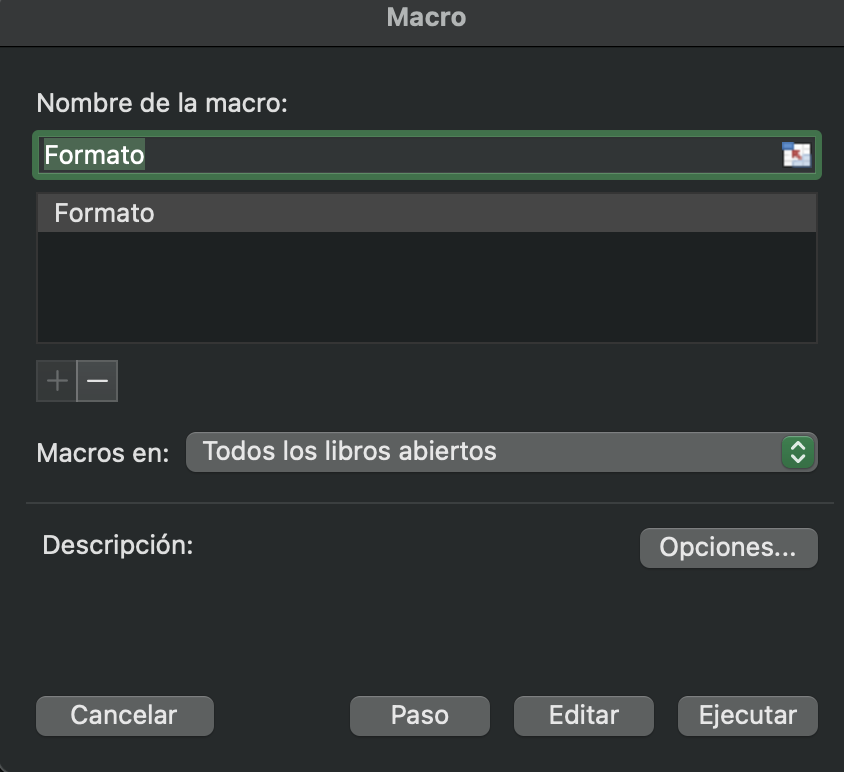 Macro
Nombre de la macro:
Formato
Formato
Macros en: Todos los libros abiertos
Descripción: Opciones...
Cancelar Paso Editar Ejecutar